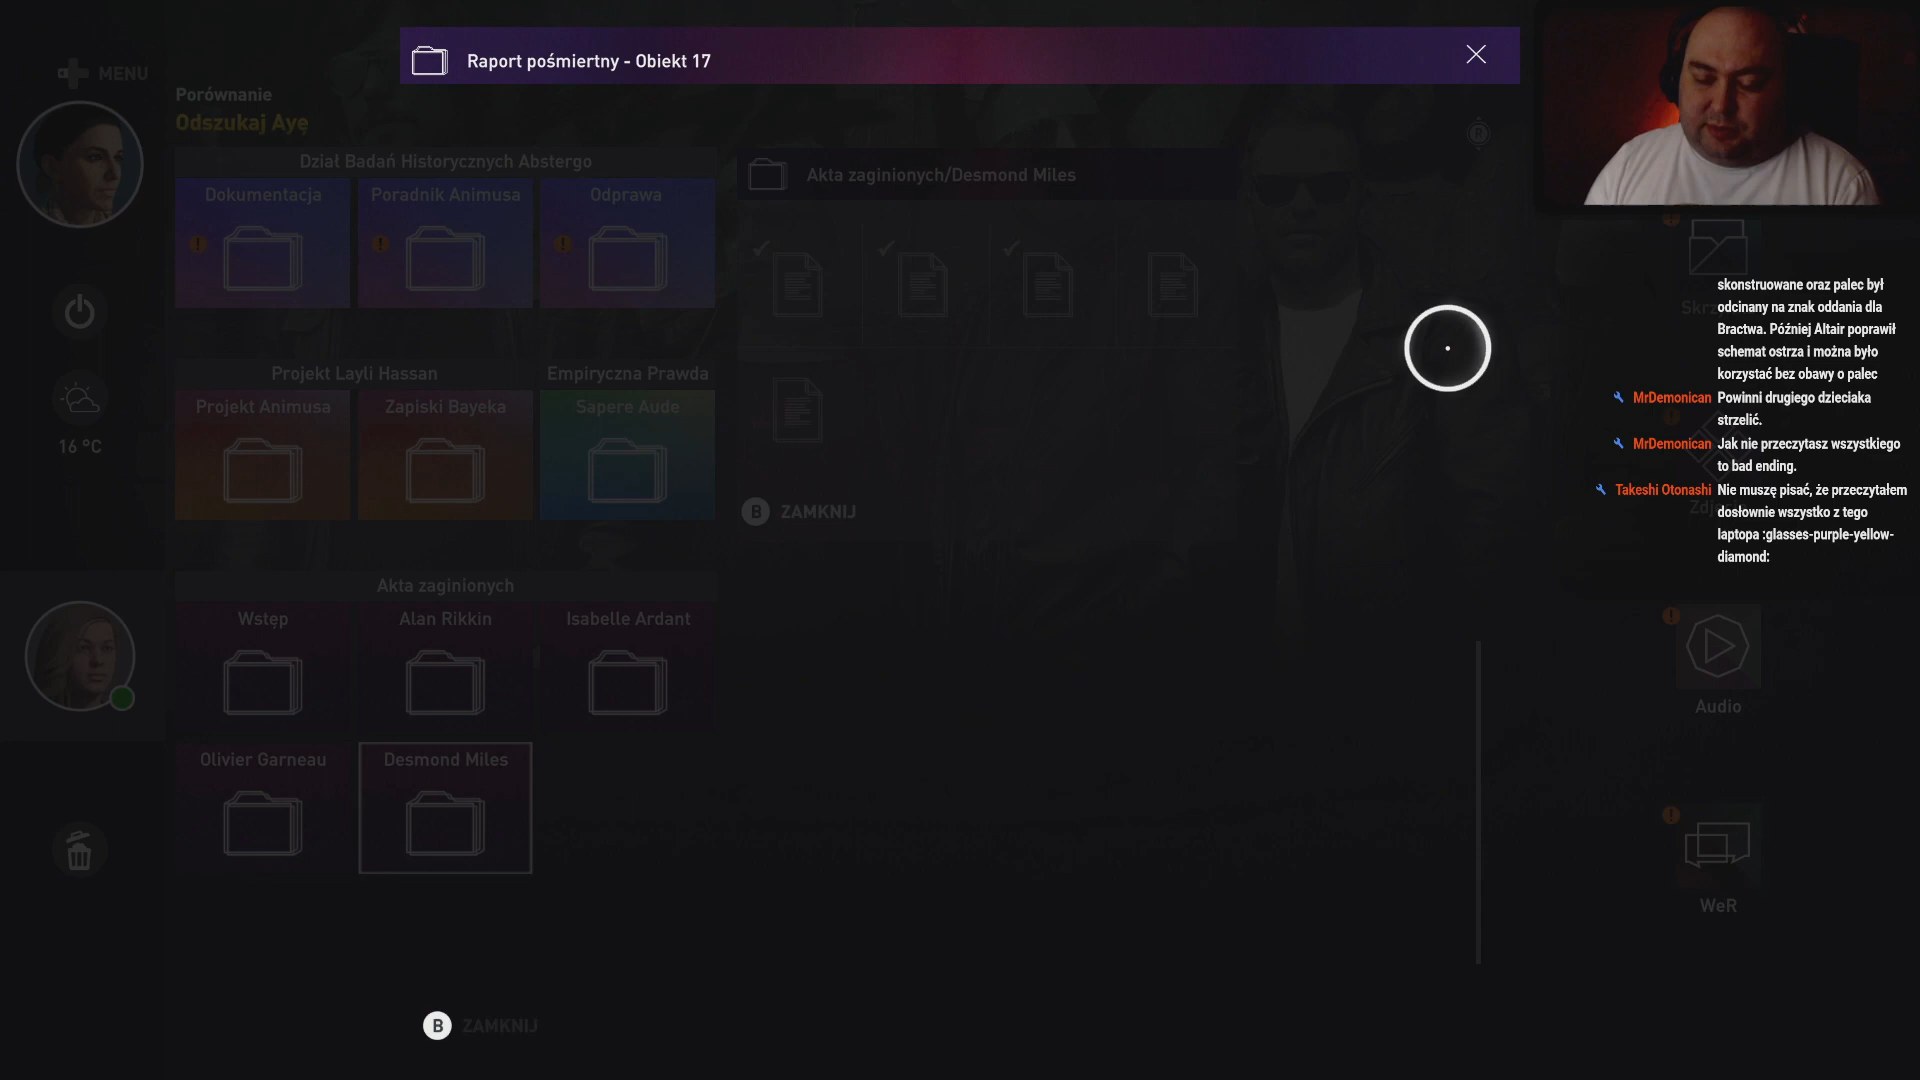 Raport pośmiertny - Obiekt 17
MENU
Porównanie
Odszukaj Ayę
Dział Badań Historycznych Abstergo
Dokumentacja
Poradnik Animusa
Odprawa
Akta zaginionych/Desmond Miles
R
16 °C
Projekt Layli Hassan
Empiryczna Prawda
Projekt Animusa
Zapiski Bayeka
Sapere Aude
B ZAMKNIJ
Akta zaginionych
Wstęp
Alan Rikkin
Isabelle Ardant
Olivier Garneau
Desmond Miles
B ZAMKNIJ
skonstruowane oraz palec był
odcinany na znak oddania dla
Bractwa. Później Altair poprawił
schemat ostrza i można było
korzystać bez obawy o palec
MrDemonican Powinni drugiego dzieciaka
strzelić.
MrDemonican Jak nie przeczytasz wszystkiego
to bad ending.
Takeshi Otonashi Nie muszę pisać, że przeczytałem
dosłownie wszystko z tego
laptopa :glasses-purple-yellow-
diamond:
Audio
WeR